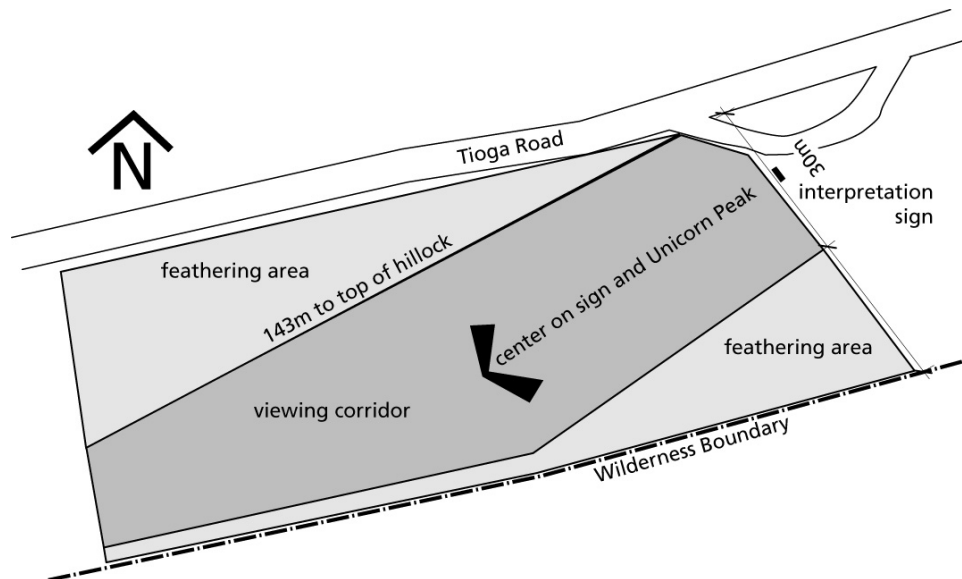 N
Tioga Road
30m
interpretation
sign
feathering area
143m to top of hillock
center on sign and Unicorn Peak
feathering area
viewing corridor
Wilderness Boundary